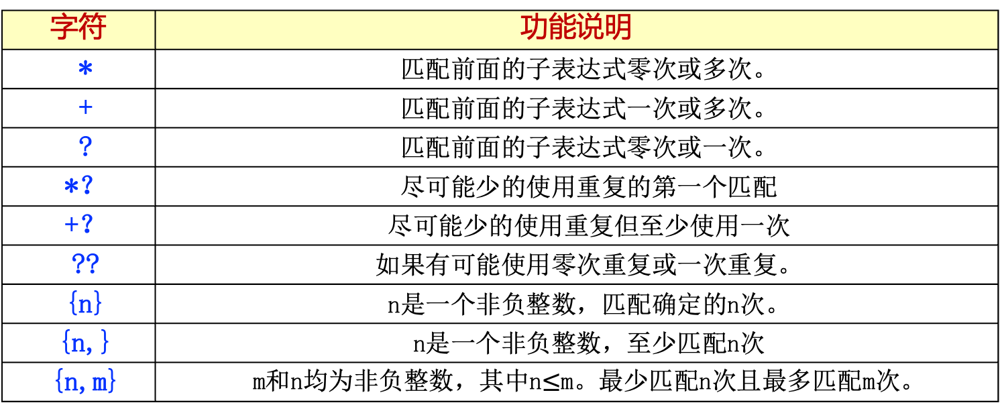 字符 功能说明
* 匹配前面的子表达式零次或多次。
+ 匹配前面的子表达式一次或多次。
? 匹配前面的子表达式零次或一次。
*? 尽可能少的使用重复的第一个匹配
+? 尽可能少的使用重复但至少使用一次
?? 如果有可能使用零次重复或一次重复。
{n} n是一个非负整数，匹配确定的n次。
{n,} n是一个非负整数，至少匹配n次
{n,m} m和n均为非负整数，其中n≤m。最少匹配n次且最多匹配m次。